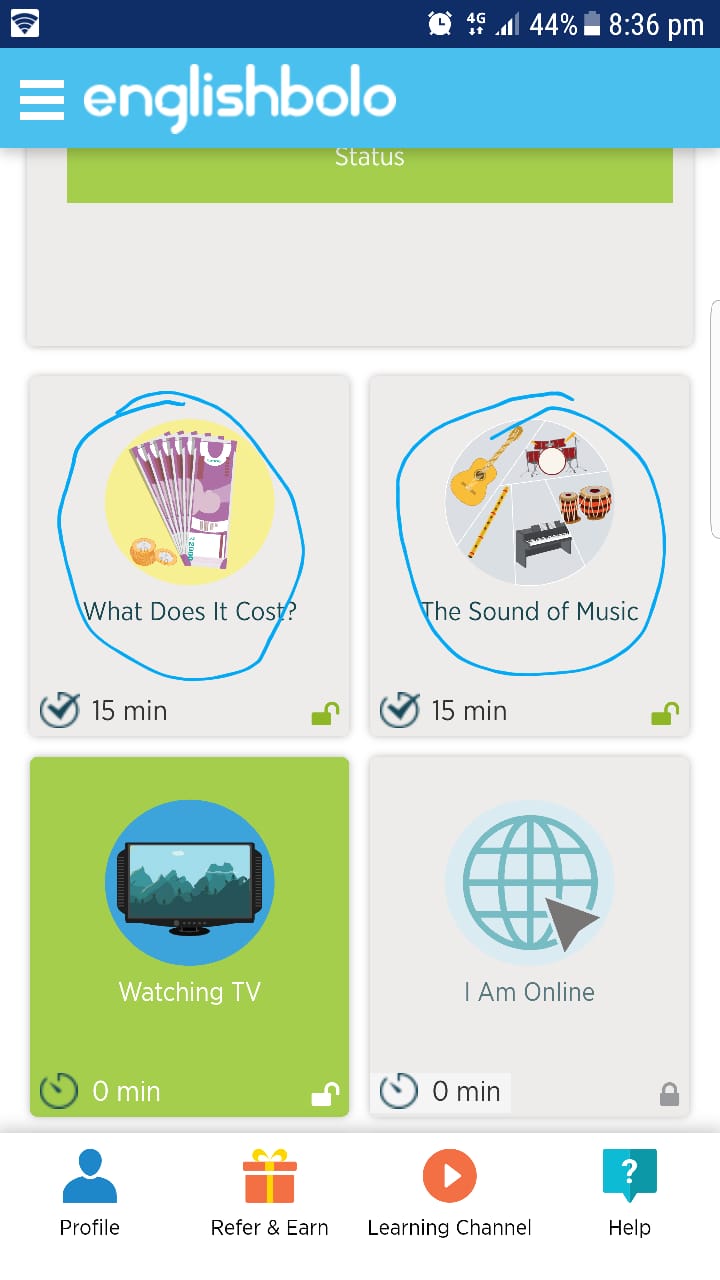 4G 44% 8:36 pm
englishbolo
Status
What Does It Cost?
The Sound of Music
15 min
15 min
Watching TV
I Am Online
0 min
0 min
Profile
Refer & Earn
Learning Channel
Help